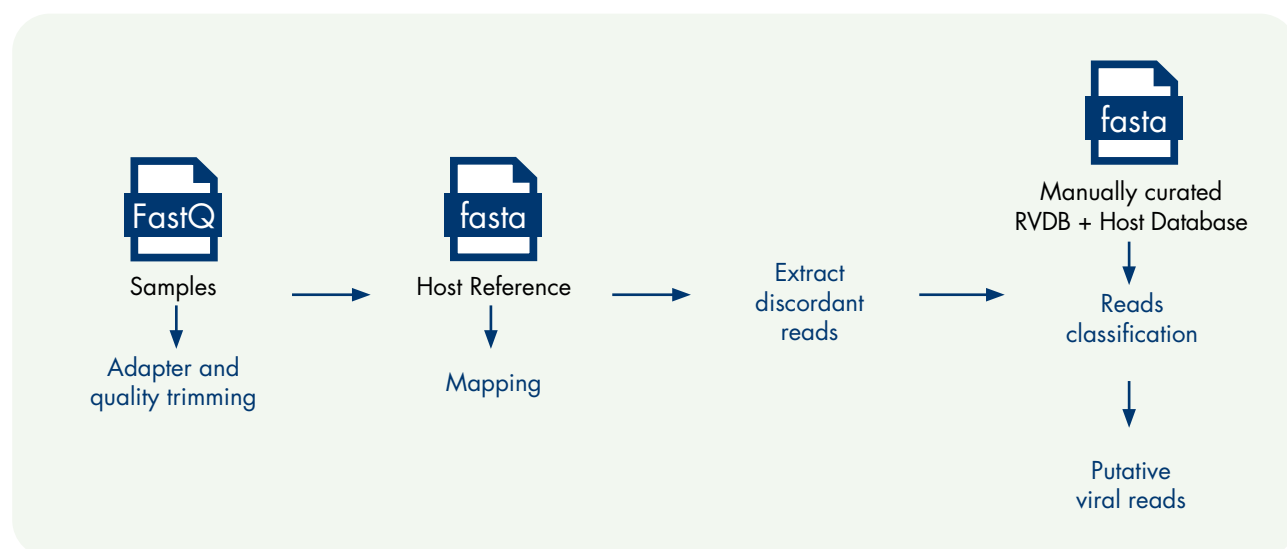 FastQ
Samples
Adapter and
quality trimming
fasta
Host Reference
Mapping
Extract
discordant
reads
fasta
Manually curated
RVDB + Host Database
Reads
classification
Putative
viral reads